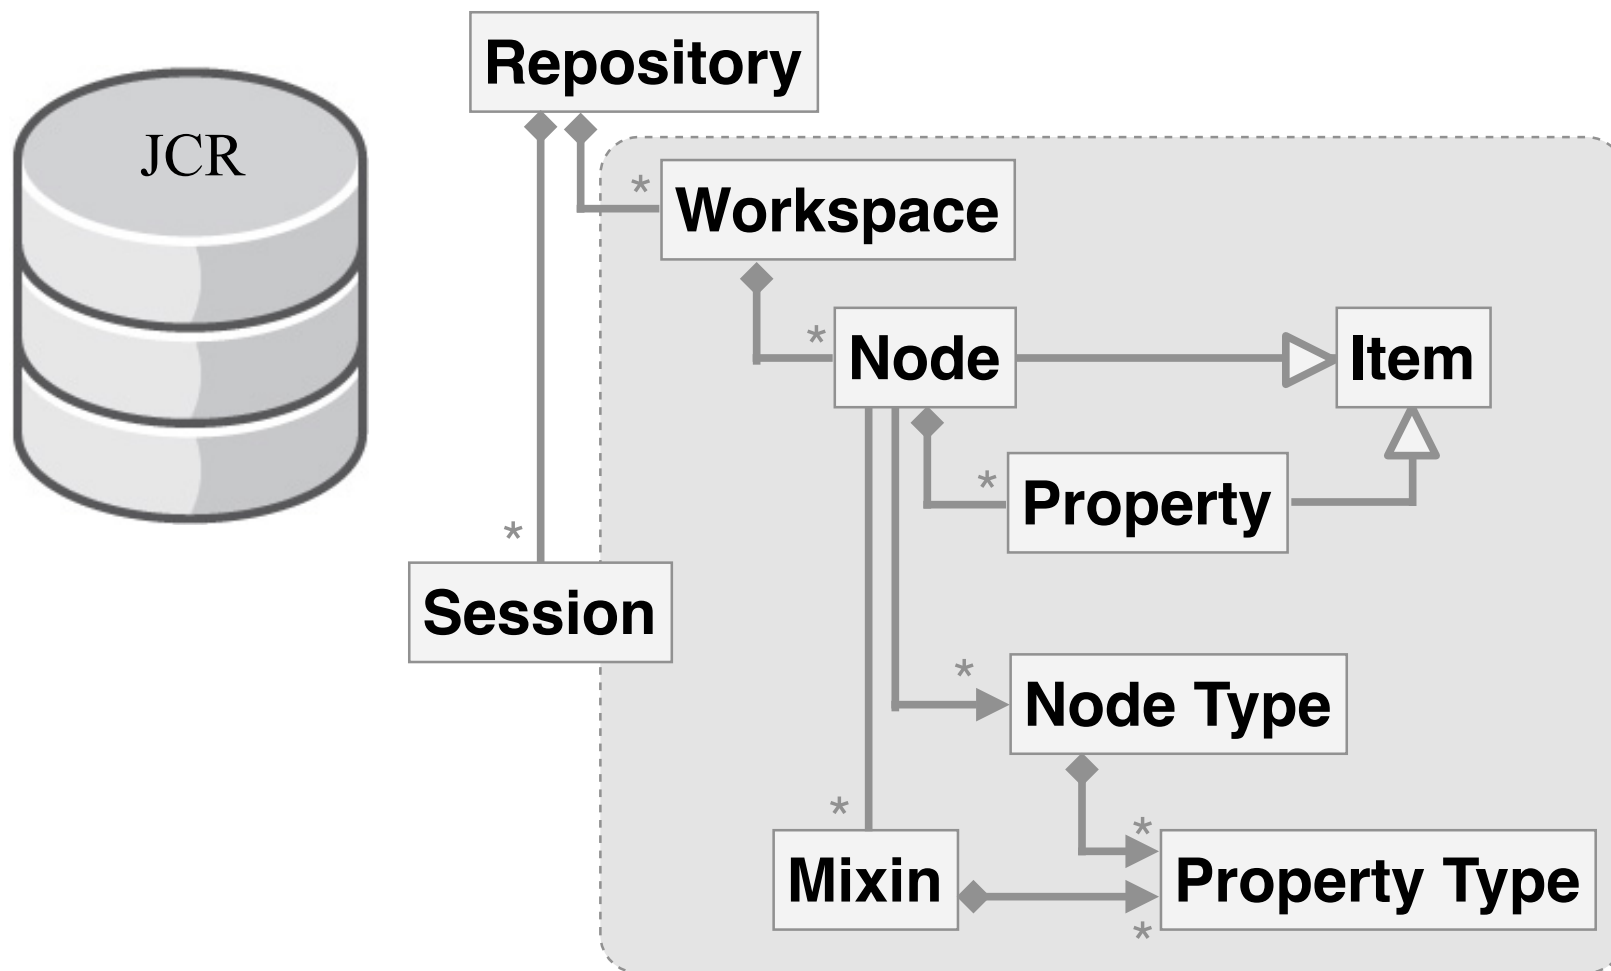 Repository
JCR
*
Workspace
*
Node
Item
*
Property
*
Session
*
Node Type
*
*
Mixin
Property Type
*